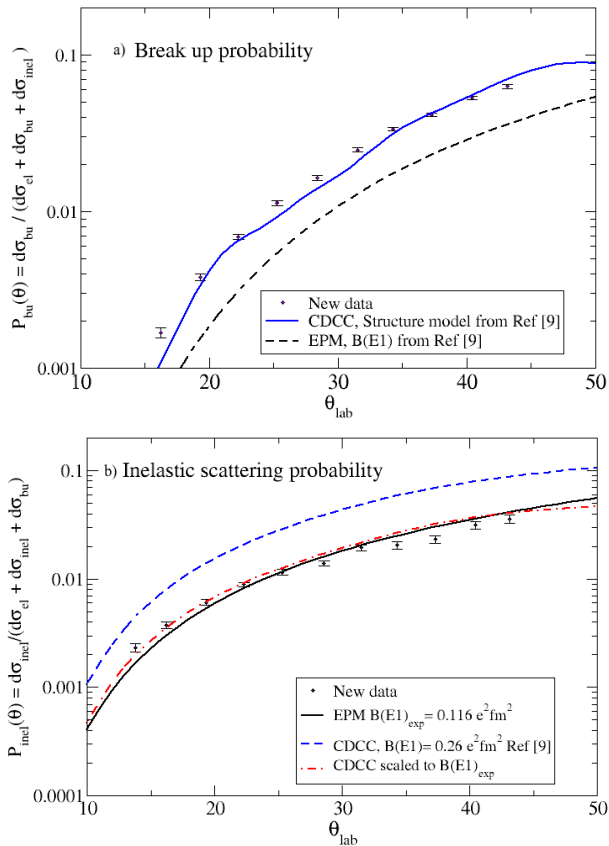 a) Break up probability
P_bu(θ) = dσ_bu / (dσ_el + dσ_bu + dσ_inel)
0.1
0.01
0.001
New data
CDCC, Structure model from Ref [9]
EPM, B(E1) from Ref [9]
10 20 30 40 50
θ_lab
b) Inelastic scattering probability
P_inel(θ) = dσ_inel/(dσ_el + dσ_inel + dσ_bu)
0.1
0.01
0.001
0.0001
New data
EPM B(E1)_exp= 0.116 e²fm²
CDCC, B(E1)= 0.26 e²fm² Ref [9]
CDCC scaled to B(E1)_exp
10 20 30 40 50
θ_lab